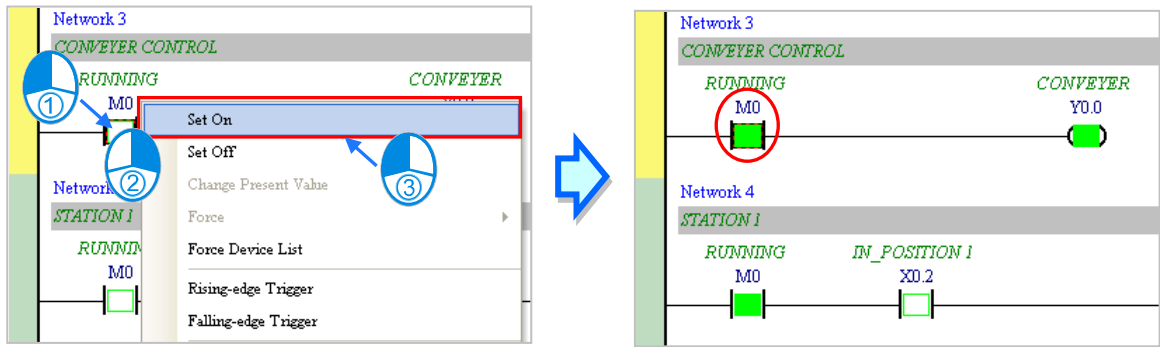 Network 3
CONVEYER CONTROL
RUNNING
CONVEYER
M0
①
Set On
Set Off
②
③
Change Present Value
Network
STATION 1
Force
RUNNIN
Force Device List
M0
Rising-edge Trigger
Falling-edge Trigger
Network 3
CONVEYER CONTROL
RUNNING
CONVEYER
M0
Y0.0
Network 4
STATION 1
RUNNING
IN_POSITION 1
M0
X0.2